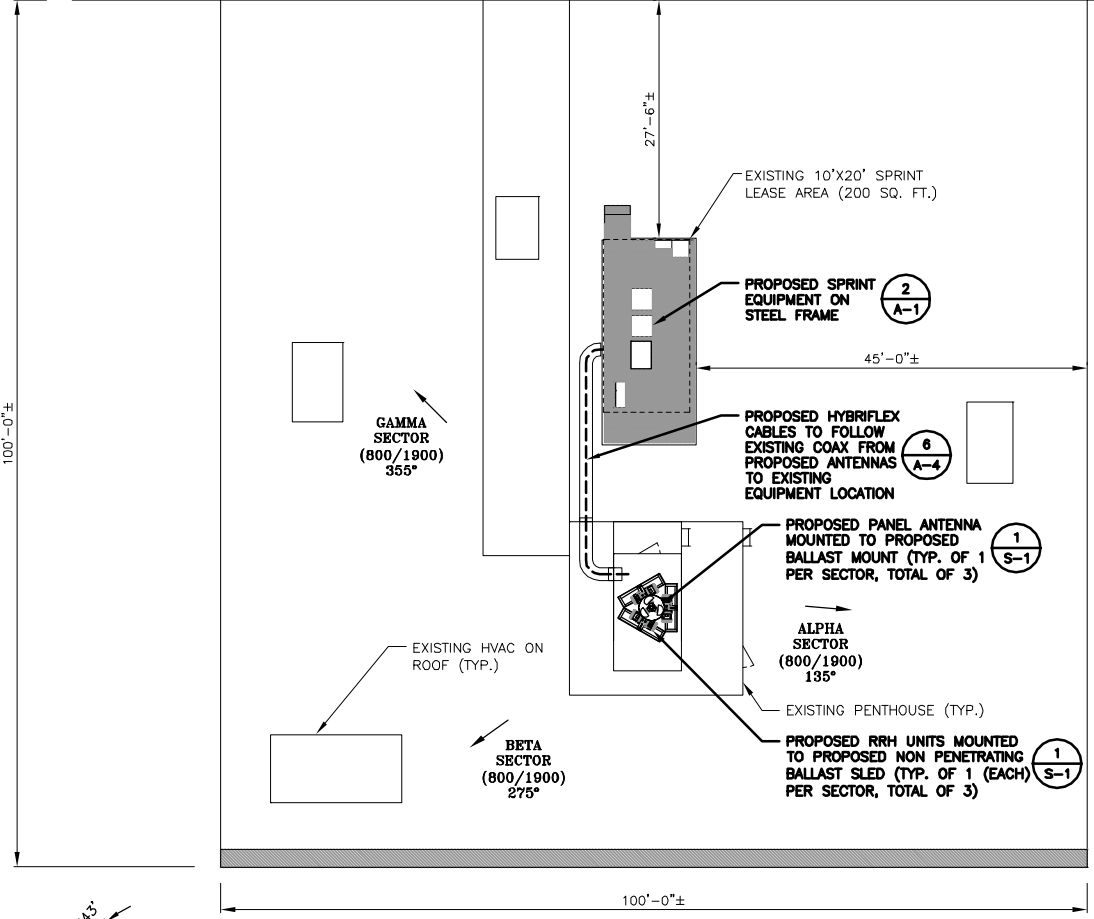 27'-6"±
EXISTING 10'X20' SPRINT
LEASE AREA (200 SQ. FT.)
PROPOSED SPRINT
EQUIPMENT ON
STEEL FRAME
2
A-1
45'-0"±
100'-0"±
GAMMA
SECTOR
(800/1900)
355°
PROPOSED HYBRIFLEX
CABLES TO FOLLOW
EXISTING COAX FROM
PROPOSED ANTENNAS
TO EXISTING
EQUIPMENT LOCATION
6
A-4
PROPOSED PANEL ANTENNA
MOUNTED TO PROPOSED
BALLAST MOUNT (TYP. OF 1
PER SECTOR, TOTAL OF 3)
1
S-1
ALPHA
SECTOR
(800/1900)
135°
EXISTING HVAC ON
ROOF (TYP.)
EXISTING PENTHOUSE (TYP.)
BETA
SECTOR
(800/1900)
275°
PROPOSED RRH UNITS MOUNTED
TO PROPOSED NON PENETRATING
BALLAST SLED (TYP. OF 1 (EACH)
PER SECTOR, TOTAL OF 3)
1
S-1
100'-0"±